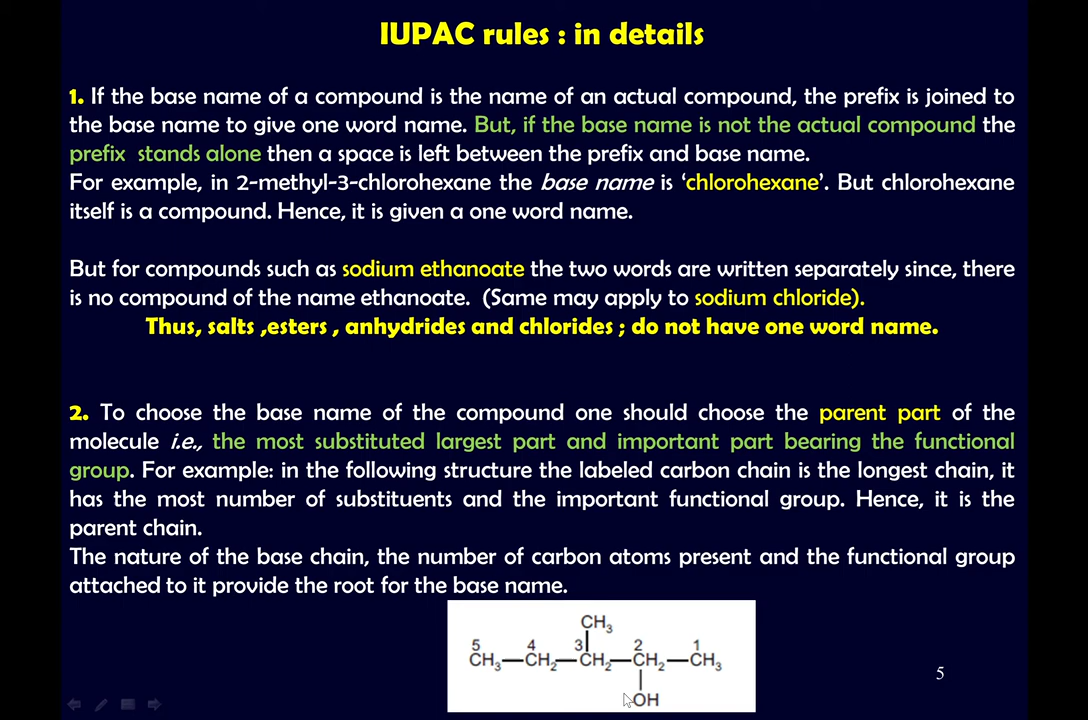 IUPAC rules : in details
1. If the base name of a compound is the name of an actual compound, the prefix is joined to
the base name to give one word name. But, if the base name is not the actual compound the
prefix stands alone then a space is left between the prefix and base name.
For example, in 2-methyl-3-chlorohexane the base name is ‘chlorohexane’. But chlorohexane
itself is a compound. Hence, it is given a one word name.
But for compounds such as sodium ethanoate the two words are written separately since, there
is no compound of the name ethanoate. (Same may apply to sodium chloride).
Thus, salts ,esters , anhydrides and chlorides ; do not have one word name.
2. To choose the base name of the compound one should choose the parent part of the
molecule i.e., the most substituted largest part and important part bearing the functional
group. For example: in the following structure the labeled carbon chain is the longest chain, it
has the most number of substituents and the important functional group. Hence, it is the
parent chain.
The nature of the base chain, the number of carbon atoms present and the functional group
attached to it provide the root for the base name.
CH₃
5 4 3 2 1
CH₃—CH₂—CH₂—CH₂—CH₃
OH
5